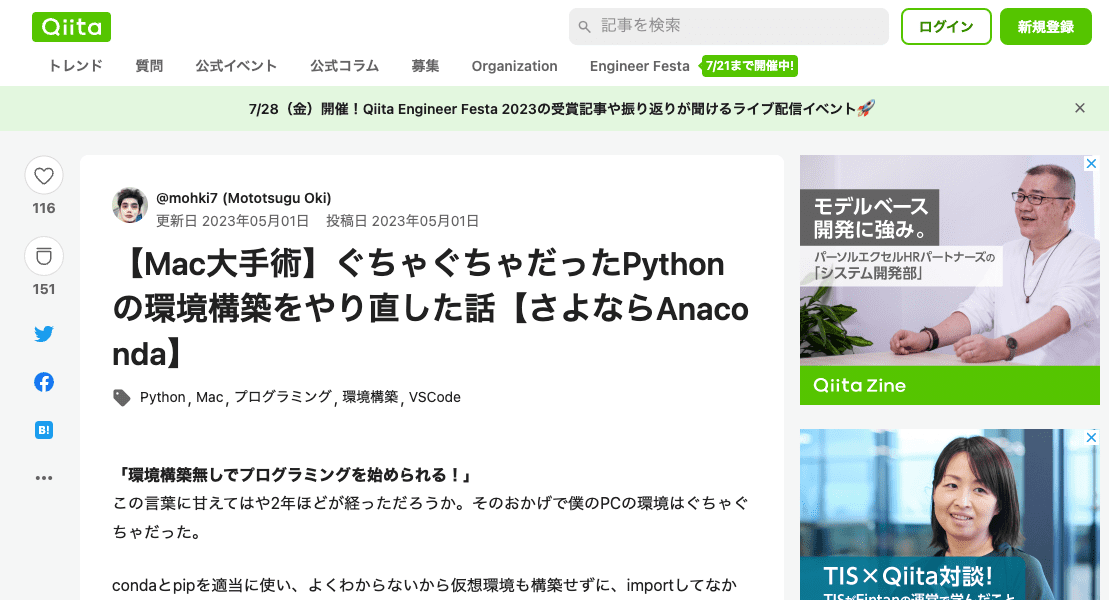 Qiita
記事を検索
ログイン
新規登録
トレンド 質問 公式イベント 公式コラム 募集 Organization Engineer Festa 7/21まで開催中!
7/28（金）開催！Qiita Engineer Festa 2023の受賞記事や振り返りが聞けるライブ配信イベント🚀
116
151
B!
@mohki7 (Mototsugu Oki)
更新日 2023年05月01日 投稿日 2023年05月01日
【Mac大手術】ぐちゃぐちゃだったPython
の環境構築をやり直した話【さよならAnaco
nda】
Python, Mac, プログラミング, 環境構築, VSCode
「環境構築無しでプログラミングを始められる！」
この言葉に甘えてはや2年ほどが経っただろうか。そのおかげで僕のPCの環境はぐちゃぐ
ちゃだった。
condaとpipを適当に使い、よくわからないから仮想環境も構築せずに、importしてなか
モデルベース
開発に強み。
パーソルエクセルHRパートナーズの
「システム開発部」
Qiita Zine
TIS×Qiita対談！
TISがFintanの運営で学んだこと